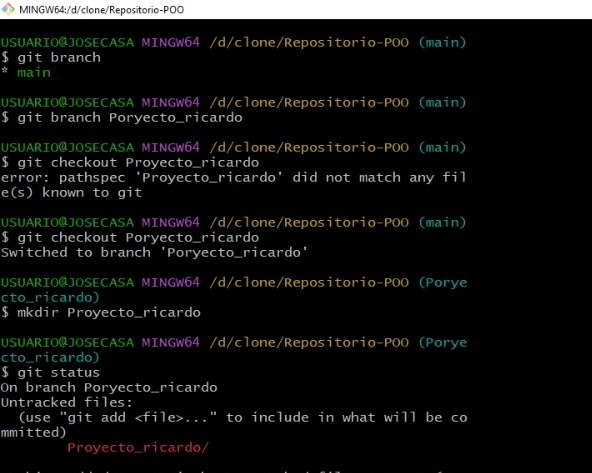 MINGW64:/d/clone/Repositorio-POO
USUARIO@JOSECASA MINGW64 /d/clone/Repositorio-POO (main)
$ git branch
* main
USUARIO@JOSECASA MINGW64 /d/clone/Repositorio-POO (main)
$ git branch Poryecto_ricardo
USUARIO@JOSECASA MINGW64 /d/clone/Repositorio-POO (main)
$ git checkout Proyecto_ricardo
error: pathspec 'Proyecto_ricardo' did not match any fil
e(s) known to git
USUARIO@JOSECASA MINGW64 /d/clone/Repositorio-POO (main)
$ git checkout Poryecto_ricardo
Switched to branch 'Poryecto_ricardo'
USUARIO@JOSECASA MINGW64 /d/clone/Repositorio-POO (Porye
cto_ricardo)
$ mkdir Proyecto_ricardo
USUARIO@JOSECASA MINGW64 /d/clone/Repositorio-POO (Porye
cto_ricardo)
$ git status
On branch Poryecto_ricardo
Untracked files:
(use "git add <file>..." to include in what will be co
mmitted)
Proyecto_ricardo/